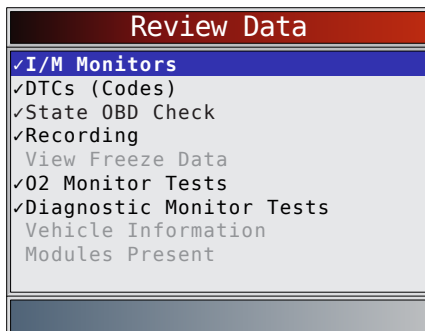 Review Data
✓I/M Monitors
✓DTCs (Codes)
✓State OBD Check
✓Recording
View Freeze Data
✓O2 Monitor Tests
✓Diagnostic Monitor Tests
Vehicle Information
Modules Present